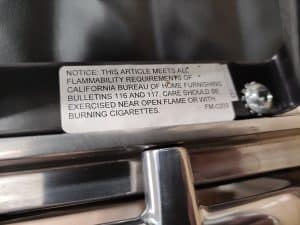 NOTICE: THIS ARTICLE MEETS ALL
FLAMMABILITY REQUIREMENTS OF
CALIFORNIA BUREAU OF HOME FURNISHING
BULLETINS 116 AND 117. CARE SHOULD BE
EXERCISED NEAR OPEN FLAME OR WITH
BURNING CIGARETTES.